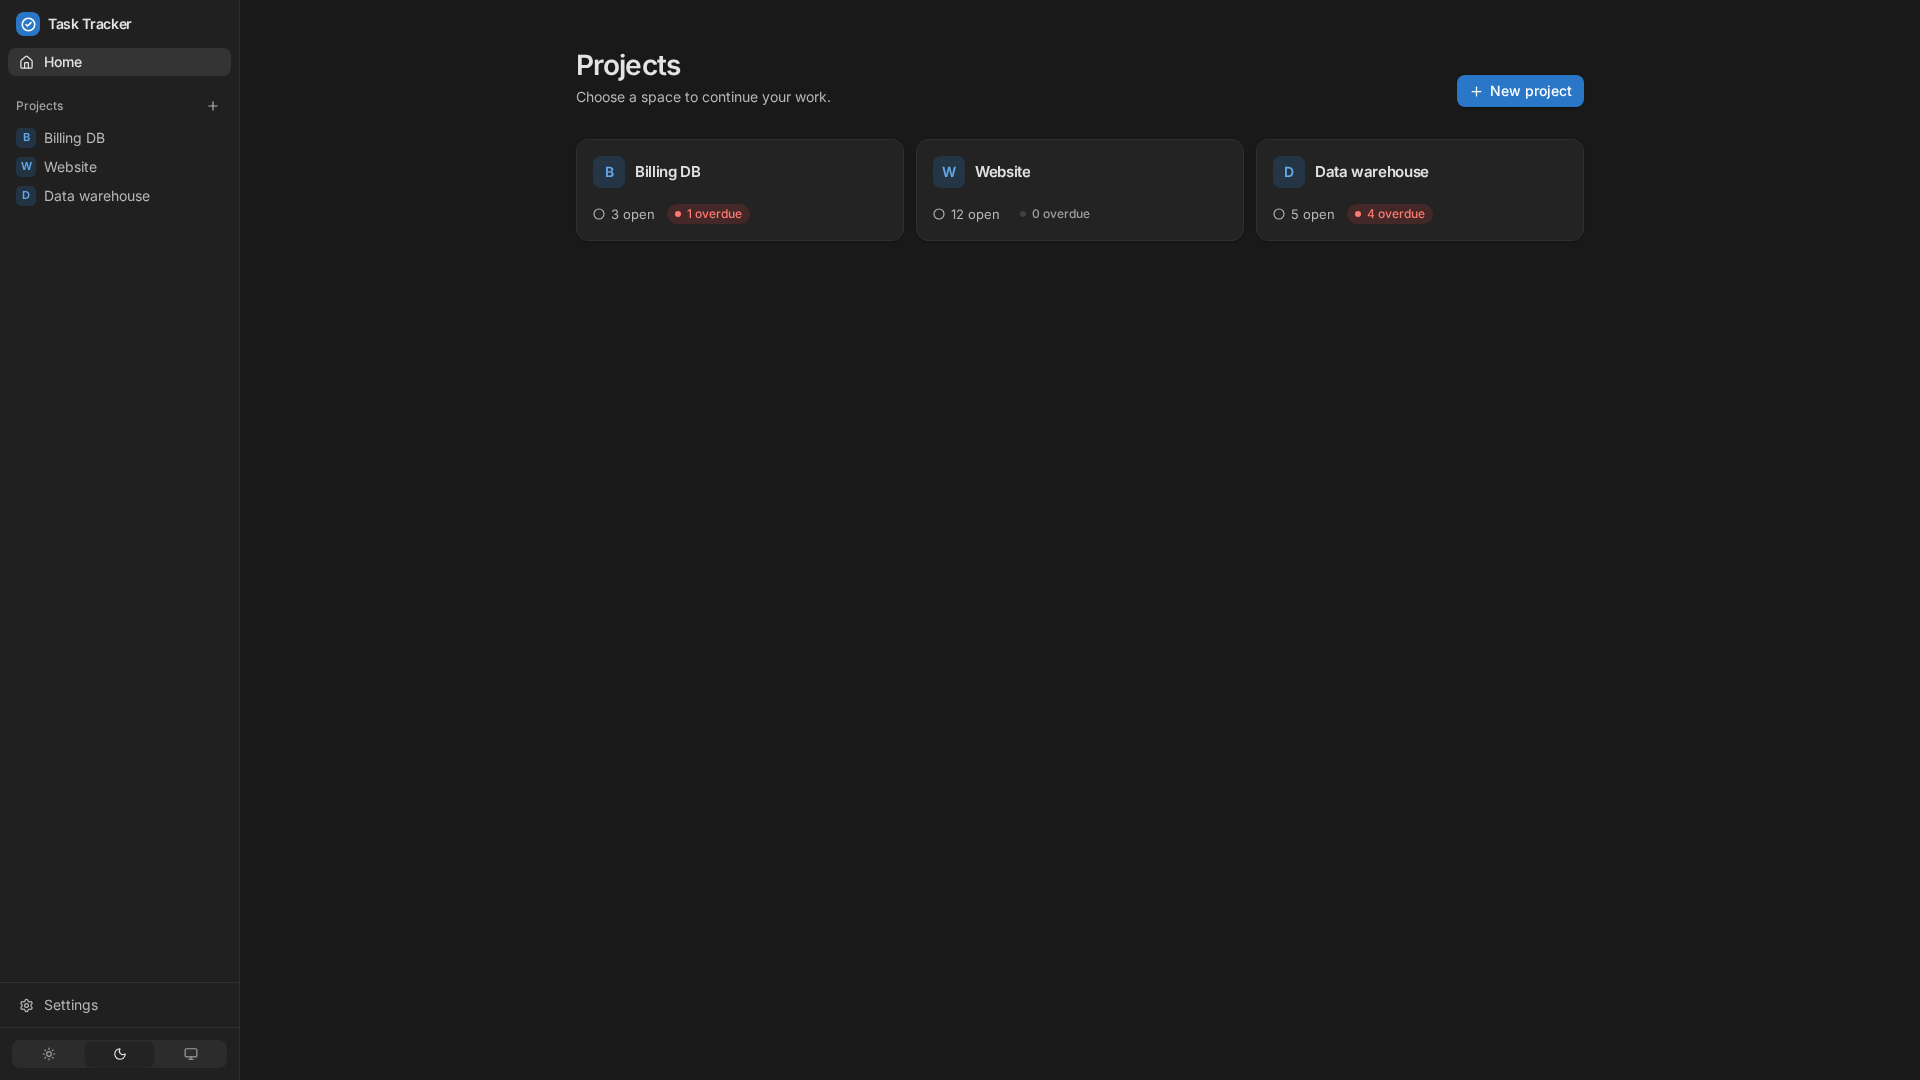 Task Tracker
Home
Projects
B Billing DB
W Website
D Data warehouse
Settings
Projects
Choose a space to continue your work.
New project
B Billing DB
3 open 1 overdue
W Website
12 open 0 overdue
D Data warehouse
5 open 4 overdue